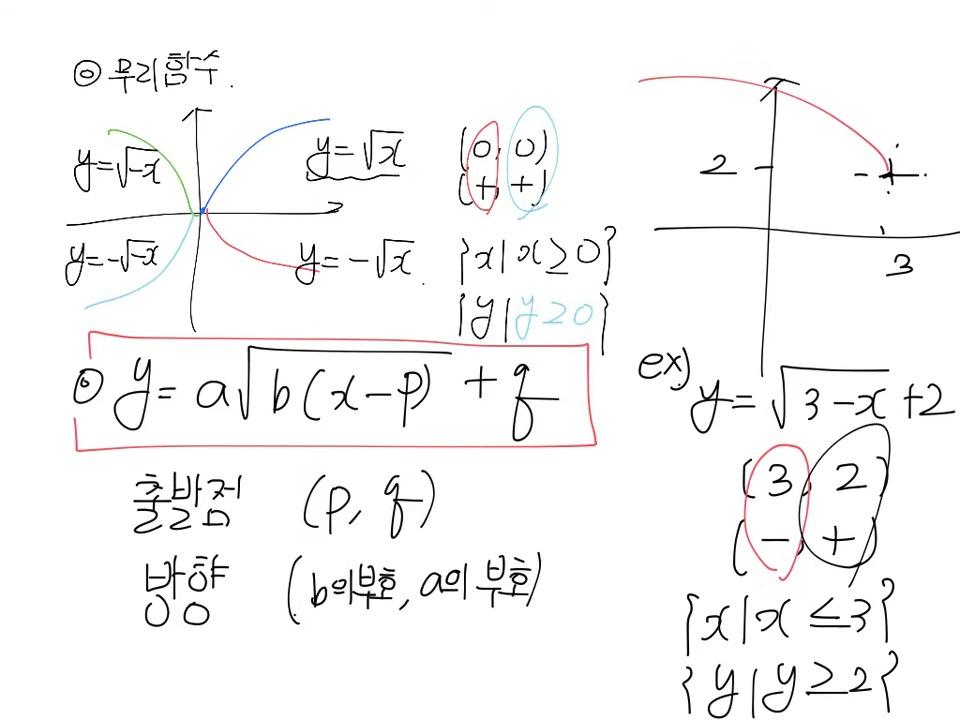 ◎ 무리함수.
y=√-x
y=√x
y=-√-x
y=-√x.
(0, 0)
(+, +)
{x|x≥0}
{y|y≥0}
◎ y=a√b(x-p) +q
출발점 (p, q)
방향 (b의부호, a의 부호)
2
3
ex) y=√3-x+2
(3, 2)
(- +)
{x|x≤3}
{y|y≥2}